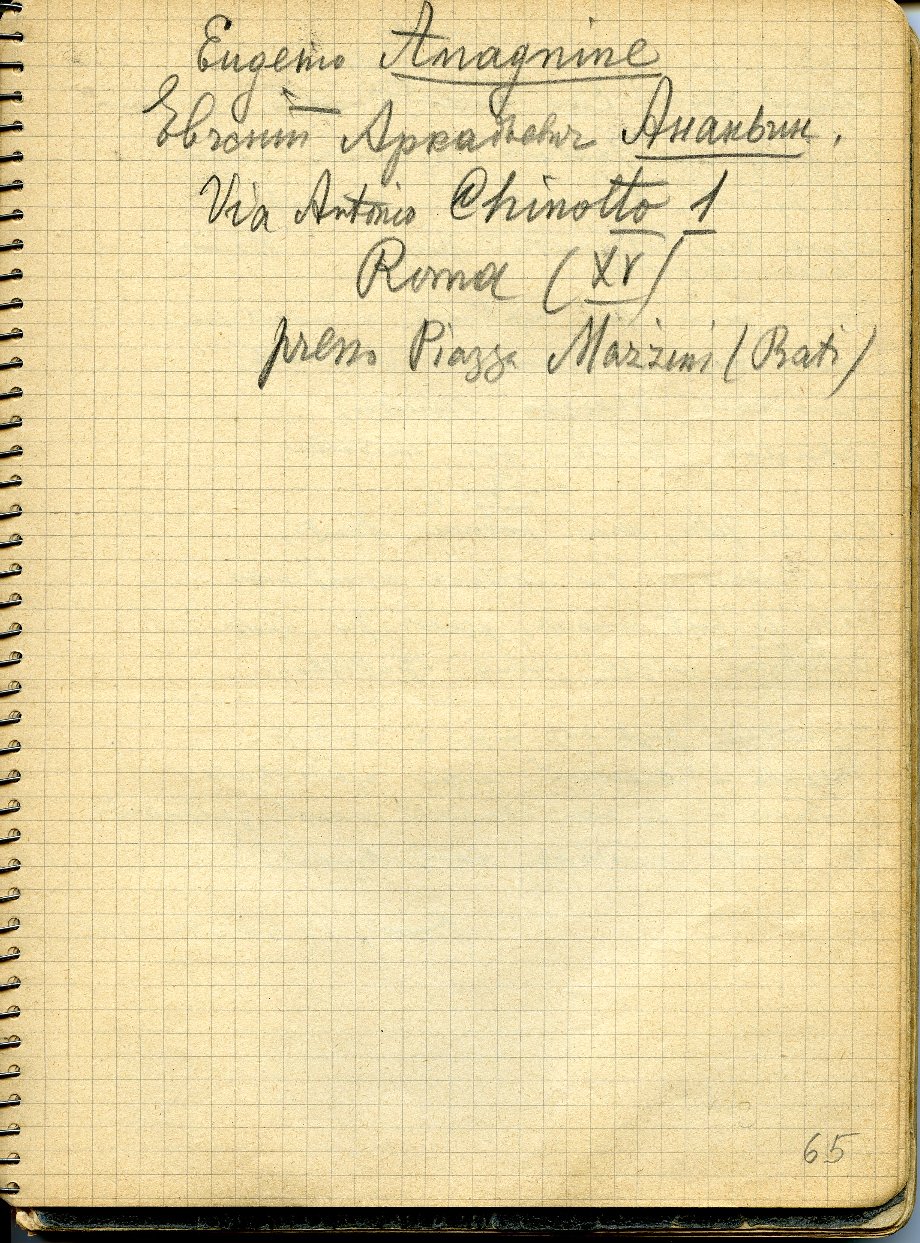 Eugenio Anagnine
Евгений Аркадьевич Ананьин.
Via Antonio Chinotto 1
Roma (XV)
presso Piazza Mazzini (Prati)
65